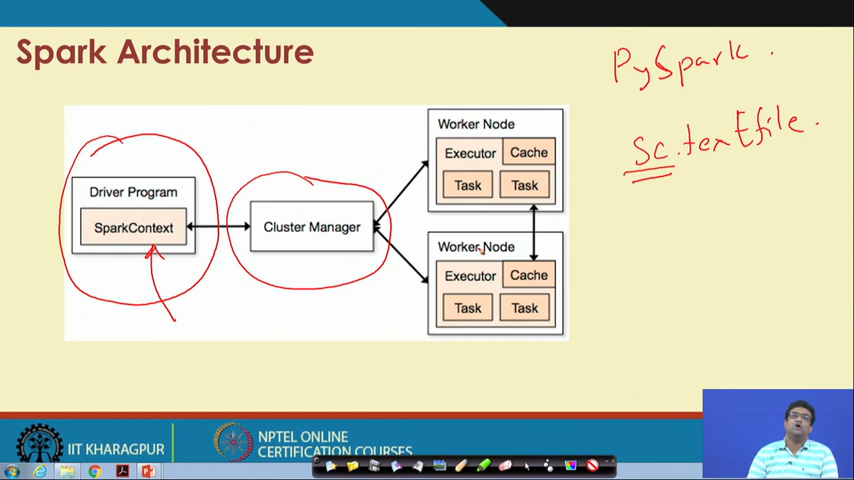 Spark Architecture
PySpark.
sc.textfile.
Driver Program
SparkContext
Cluster Manager
Worker Node
Executor
Cache
Task
Task
Worker Node
Executor
Cache
Task
Task
IIT KHARAGPUR
NPTEL ONLINE
CERTIFICATION COURSES